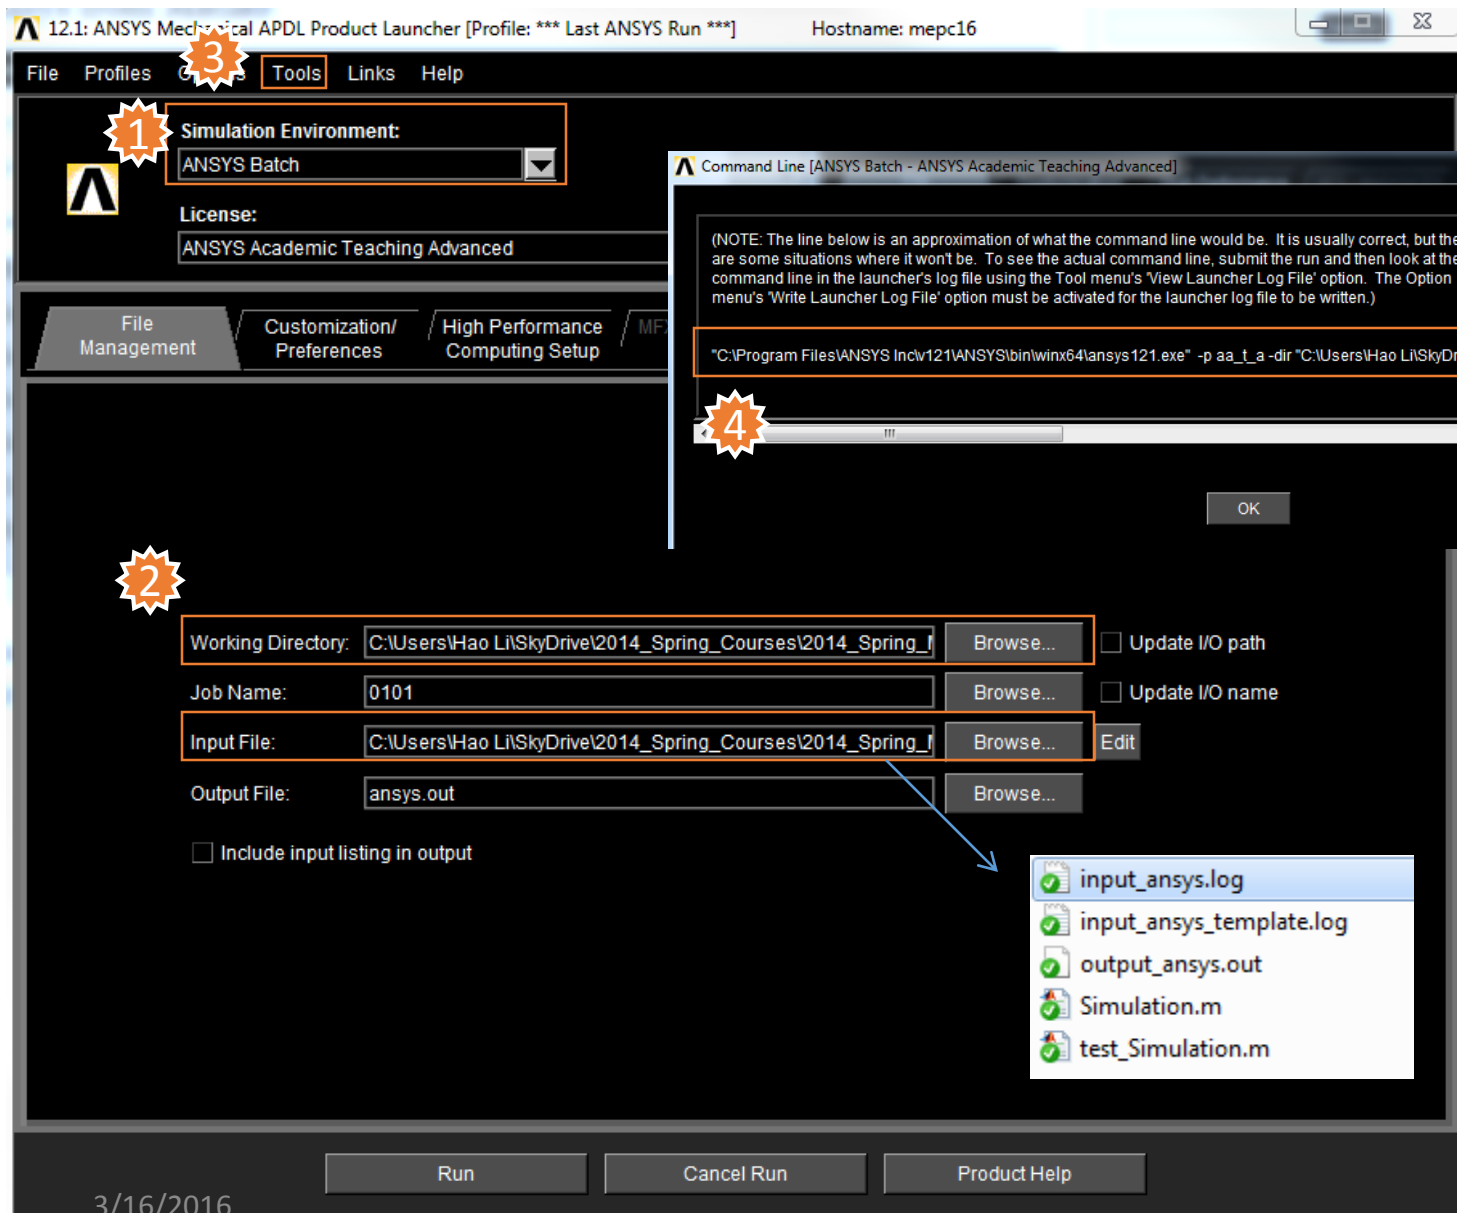 12.1: ANSYS Mechanical APDL Product Launcher [Profile: *** Last ANSYS Run ***] Hostname: mepc16
3
File Profiles Tools Links Help
1
Simulation Environment:
ANSYS Batch
License:
ANSYS Academic Teaching Advanced
Command Line [ANSYS Batch - ANSYS Academic Teaching Advanced]
(NOTE: The line below is an approximation of what the command line would be. It is usually correct, but the
are some situations where it won't be. To see the actual command line, submit the run and then look at the
command line in the launcher's log file using the Tool menu's 'View Launcher Log File' option. The Option
menu's 'Write Launcher Log File' option must be activated for the launcher log file to be written.)
"C:\Program Files\ANSYS Inc\v121\ANSYS\bin\winx64\ansys121.exe" -p aa_t_a -dir "C:\Users\Hao Li\SkyDr
4
OK
File Management
Customization/ Preferences
High Performance Computing Setup
MF
2
Working Directory: C:\Users\Hao Li\SkyDrive\2014_Spring_Courses\2014_Spring_ Browse... Update I/O path
Job Name: 0101 Browse... Update I/O name
Input File: C:\Users\Hao Li\SkyDrive\2014_Spring_Courses\2014_Spring_ Browse... Edit
Output File: ansys.out Browse...
Include input listing in output
input_ansys.log
input_ansys_template.log
output_ansys.out
Simulation.m
test_Simulation.m
Run Cancel Run Product Help
3/16/2016